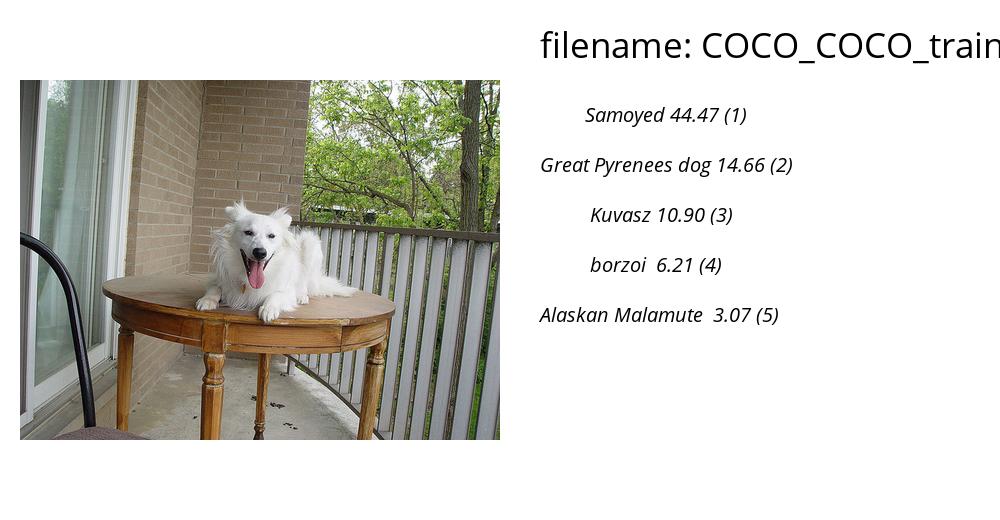 filename: COCO_COCO_train
Samoyed 44.47 (1)
Great Pyrenees dog 14.66 (2)
Kuvasz 10.90 (3)
borzoi 6.21 (4)
Alaskan Malamute 3.07 (5)